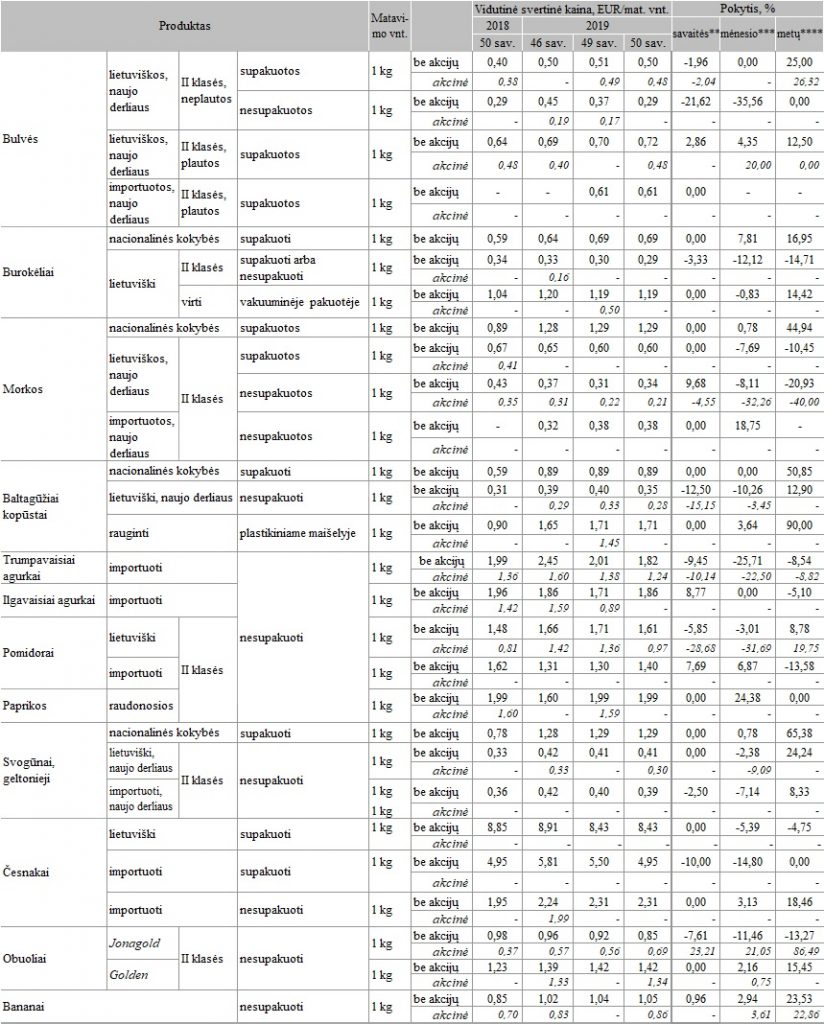 Produktas Matavi- Vidutinė svertinė kaina, EUR/mat. vnt. Pokytis, %
mo vnt. 2018 2019 savaitės** mėnesio*** metų****
50 sav. 46 sav. 49 sav. 50 sav.
Bulvės lietuviškos, naujo derliaus II klasės, neplautos supakuotos 1 kg be akcijų 0,40 0,50 0,51 0,50 -1,96 0,00 25,00
akcinė 0,38 - 0,49 0,48 -2,04 - 26,32
nesupakuotos 1 kg be akcijų 0,29 0,45 0,37 0,29 -21,62 -35,56 0,00
akcinė - 0,19 0,17 - - - -
lietuviškos, naujo derliaus II klasės, plautos supakuotos 1 kg be akcijų 0,64 0,69 0,70 0,72 2,86 4,35 12,50
akcinė 0,48 0,40 - 0,48 - 20,00 0,00
importuotos, naujo derliaus II klasės, plautos supakuotos 1 kg be akcijų - - 0,61 0,61 0,00 - -
akcinė - - - - - - -
Burokėliai nacionalinės kokybės supakuoti 1 kg be akcijų 0,59 0,64 0,69 0,69 0,00 7,81 16,95
lietuviški II klasės supakuoti arba nesupakuoti 1 kg be akcijų 0,34 0,33 0,30 0,29 -3,33 -12,12 -14,71
akcinė - 0,16 - - - - -
virti vakuuminėje pakuotėje 1 kg be akcijų 1,04 1,20 1,19 1,19 0,00 -0,83 14,42
akcinė - - 0,50 - - - -
Morkos nacionalinės kokybės supakuotos 1 kg be akcijų 0,89 1,28 1,29 1,29 0,00 0,78 44,94
lietuviškos, naujo derliaus II klasės supakuotos 1 kg be akcijų 0,67 0,65 0,60 0,60 0,00 -7,69 -10,45
akcinė 0,41 - - - - - -
nesupakuotos 1 kg be akcijų 0,43 0,37 0,31 0,34 9,68 -8,11 -20,93
akcinė 0,35 0,31 0,22 0,21 -4,55 -32,26 -40,00
importuotos, naujo derliaus nesupakuotos 1 kg be akcijų - 0,32 0,38 0,38 0,00 18,75 -
akcinė - - - - - - -
Baltagūžiai kopūstai nacionalinės kokybės supakuoti 1 kg be akcijų 0,59 0,89 0,89 0,89 0,00 0,00 50,85
lietuviški, naujo derliaus nesupakuoti 1 kg be akcijų 0,31 0,39 0,40 0,35 -12,50 -10,26 12,90
akcinė - 0,29 0,33 0,28 -15,15 -3,45 -
rauginti plastikiniame maišelyje 1 kg be akcijų 0,90 1,65 1,71 1,71 0,00 3,64 90,00
akcinė - - 1,45 - - - -
Trumpavaisiai agurkai importuoti nesupakuoti 1 kg be akcijų 1,99 2,45 2,01 1,82 -9,45 -25,71 -8,54
akcinė 1,36 1,60 1,38 1,24 -10,14 -22,50 -8,82
Ilgavaisiai agurkai importuoti 1 kg be akcijų 1,96 1,86 1,71 1,86 8,77 0,00 -5,10
akcinė 1,42 1,59 0,89 - - - -
Pomidorai lietuviški II klasės 1 kg be akcijų 1,48 1,66 1,71 1,61 -5,85 -3,01 8,78
akcinė 0,81 1,42 1,36 0,97 -28,68 -31,69 19,75
importuoti 1 kg be akcijų 1,62 1,31 1,30 1,40 7,69 6,87 -13,58
akcinė - - - - - - -
Paprikos raudonosios 1 kg be akcijų 1,99 1,60 1,99 1,99 0,00 24,38 0,00
akcinė 1,60 - 1,59 - - - -
Svogūnai, geltonieji nacionalinės kokybės supakuoti 1 kg be akcijų 0,78 1,28 1,29 1,29 0,00 0,78 65,38
lietuviški, naujo derliaus II klasės nesupakuoti 1 kg be akcijų 0,33 0,42 0,41 0,41 0,00 -2,38 24,24
akcinė - 0,33 - 0,30 - -9,09 -
importuoti, naujo derliaus 1 kg be akcijų 0,36 0,42 0,40 0,39 -2,50 -7,14 8,33
1 kg akcinė - - - - - - -
Česnakai lietuviški supakuoti 1 kg be akcijų 8,85 8,91 8,43 8,43 0,00 -5,39 -4,75
akcinė - - - - - - -
importuoti supakuoti 1 kg be akcijų 4,95 5,81 5,50 4,95 -10,00 -14,80 0,00
akcinė - - - - - - -
importuoti nesupakuoti 1 kg be akcijų 1,95 2,24 2,31 2,31 0,00 3,13 18,46
akcinė - 1,99 - - - - -
Obuoliai Jonagold II klasės nesupakuoti 1 kg be akcijų 0,98 0,96 0,92 0,85 -7,61 -11,46 -13,27
akcinė 0,37 0,57 0,56 0,69 23,21 21,05 86,49
Golden 1 kg be akcijų 1,23 1,39 1,42 1,42 0,00 2,16 15,45
akcinė - 1,33 - 1,34 - 0,75 -
Bananai nesupakuoti 1 kg be akcijų 0,85 1,02 1,04 1,05 0,96 2,94 23,53
akcinė 0,70 0,83 - 0,86 - 3,61 22,86